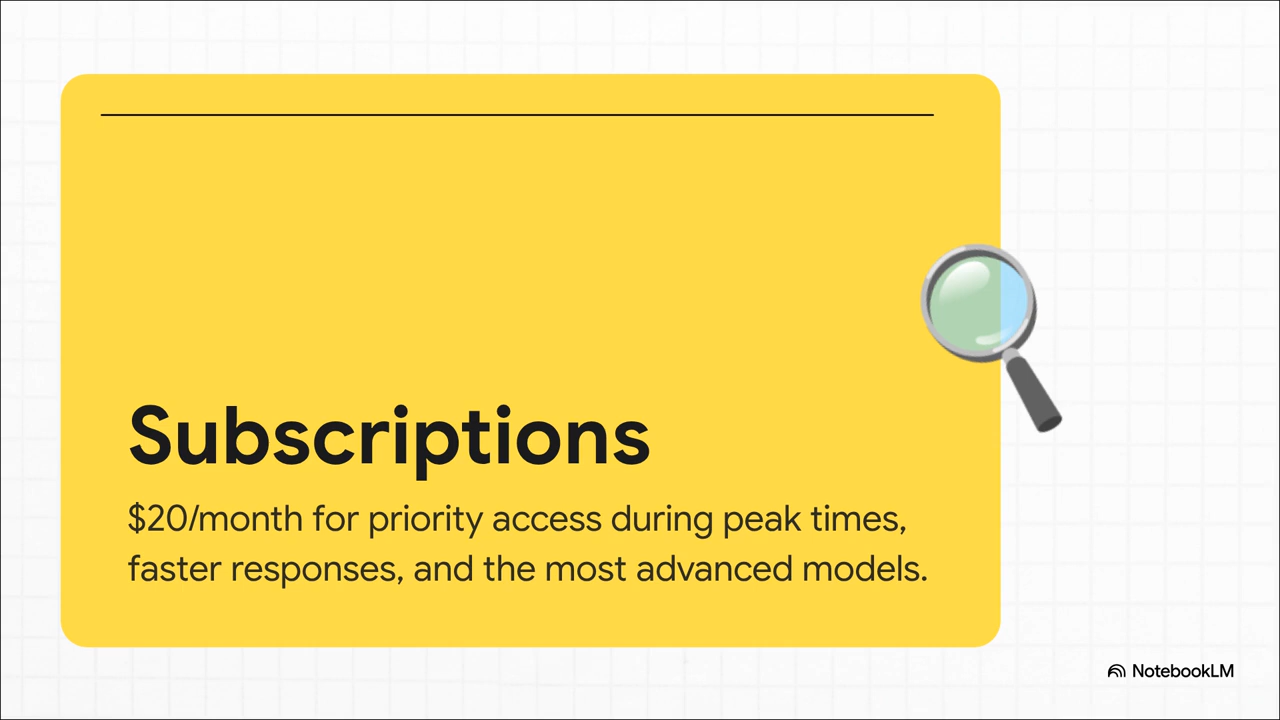 Subscriptions
$20/month for priority access during peak times,
faster responses, and the most advanced models.
NotebookLM